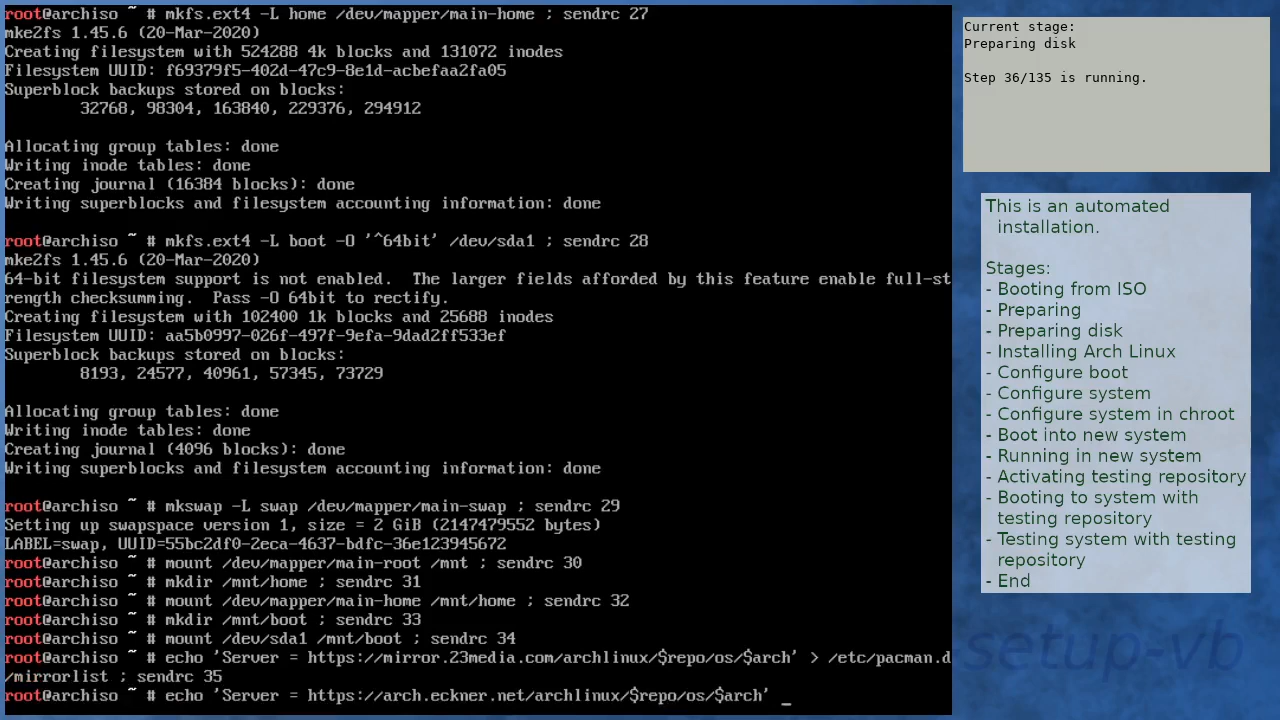 root@archiso ~ # mkfs.ext4 -L home /dev/mapper/main-home ; sendrc 27
mke2fs 1.45.6 (20-Mar-2020)
Creating filesystem with 524288 4k blocks and 131072 inodes
Filesystem UUID: f69379f5-402d-47c9-8e1d-acbefaa2fa05
Superblock backups stored on blocks:
        32768, 98304, 163840, 229376, 294912
Allocating group tables: done
Writing inode tables: done
Creating journal (16384 blocks): done
Writing superblocks and filesystem accounting information: done
root@archiso ~ # mkfs.ext4 -L boot -O '^64bit' /dev/sda1 ; sendrc 28
mke2fs 1.45.6 (20-Mar-2020)
64-bit filesystem support is not enabled.  The larger fields afforded by this feature enable full-st
rength checksumming.  Pass -O 64bit to rectify.
Creating filesystem with 102400 1k blocks and 25688 inodes
Filesystem UUID: aa5b0997-026f-497f-9efa-9dad2ff533ef
Superblock backups stored on blocks:
        8193, 24577, 40961, 57345, 73729
Allocating group tables: done
Writing inode tables: done
Creating journal (4096 blocks): done
Writing superblocks and filesystem accounting information: done
root@archiso ~ # mkswap -L swap /dev/mapper/main-swap ; sendrc 29
Setting up swapspace version 1, size = 2 GiB (2147479552 bytes)
LABEL=swap, UUID=55bc2df0-2eca-4637-bdfc-36e123945672
root@archiso ~ # mount /dev/mapper/main-root /mnt ; sendrc 30
root@archiso ~ # mkdir /mnt/home ; sendrc 31
root@archiso ~ # mount /dev/mapper/main-home /mnt/home ; sendrc 32
root@archiso ~ # mkdir /mnt/boot ; sendrc 33
root@archiso ~ # mount /dev/sda1 /mnt/boot ; sendrc 34
root@archiso ~ # echo 'Server = https://mirror.23media.com/archlinux/$repo/os/$arch' > /etc/pacman.d
/mirrorlist ; sendrc 35
root@archiso ~ # echo 'Server = https://arch.eckner.net/archlinux/$repo/os/$arch' _
Current stage:
Preparing disk
Step 36/135 is running.
This is an automated
installation.
Stages:
- Booting from ISO
- Preparing
- Preparing disk
- Installing Arch Linux
- Configure boot
- Configure system
- Configure system in chroot
- Boot into new system
- Running in new system
- Activating testing repository
- Booting to system with
testing repository
- Testing system with testing
repository
- End
setup-vb